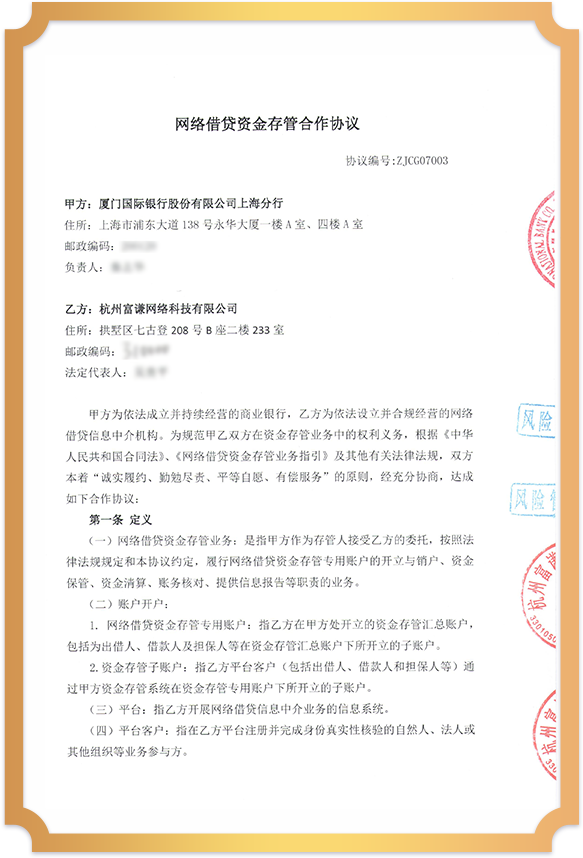 网络借贷资金存管合作协议
协议编号:ZJCG07003
甲方：厦门国际银行股份有限公司上海分行
住所：上海市浦东大道 138 号永华大厦一楼 A 室、四楼 A 室
邮政编码：
负责人：
乙方：杭州富谦网络科技有限公司
住所：拱墅区七古登 208 号 B 座二楼 233 室
邮政编码：
法定代表人：
甲方为依法成立并持续经营的商业银行，乙方为依法设立并合规经营的网络
借贷信息中介机构。为规范甲乙双方在资金存管业务中的权利义务，根据《中华
人民共和国合同法》、《网络借贷资金存管业务指引》及其他有关法律法规，双方
本着“诚实履约、勤勉尽责、平等自愿、有偿服务”的原则，经充分协商，达成
如下合作协议：
第一条 定义
（一）网络借贷资金存管业务：是指甲方作为存管人接受乙方的委托，按照法
律法规规定和本协议约定，履行网络借贷资金存管专用账户的开立与销户、资金
保管、资金清算、账务核对、提供信息报告等职责的业务。
（二）账户开户：
1. 网络借贷资金存管专用账户：指乙方在甲方处开立的资金存管汇总账户，
包括为出借人、借款人及担保人等在资金存管汇总账户下所开立的子账户。
2.资金存管子账户：指乙方平台客户（包括出借人、借款人和担保人等）通
过甲方资金存管系统在资金存管专用账户下所开立的子账户。
（三）平台：指乙方开展网络借贷信息中介业务的信息系统。
（四）平台客户：指在乙方平台注册并完成身份真实性核验的自然人、法人或
其他组织等业务参与方。
NATIONAL BANK CO
风险
风险
杭州富
杭州富